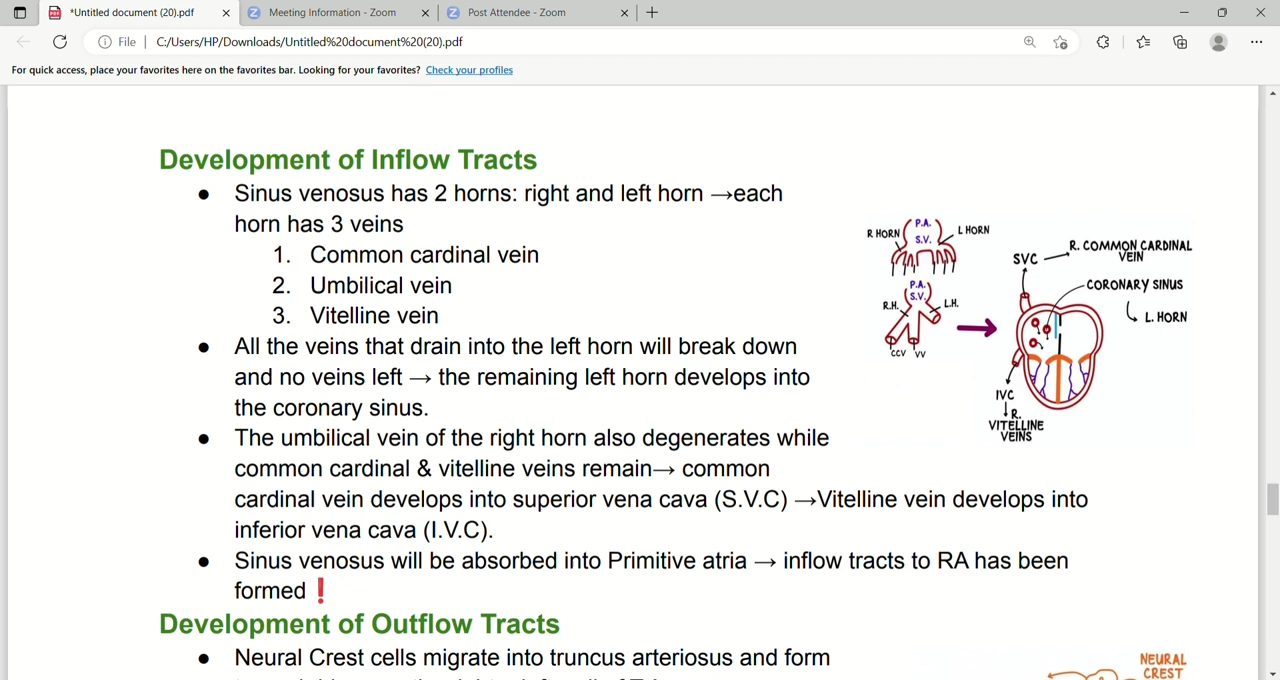 *Untitled document (20).pdf
Meeting Information - Zoom
Post Attendee - Zoom
File
C:/Users/HP/Downloads/Untitled%20document%20(20).pdf
For quick access, place your favorites here on the favorites bar. Looking for your favorites? Check your profiles
Development of Inflow Tracts
● Sinus venosus has 2 horns: right and left horn →each
horn has 3 veins
1. Common cardinal vein
2. Umbilical vein
3. Vitelline vein
● All the veins that drain into the left horn will break down
and no veins left → the remaining left horn develops into
the coronary sinus.
● The umbilical vein of the right horn also degenerates while
common cardinal & vitelline veins remain→ common
cardinal vein develops into superior vena cava (S.V.C) →Vitelline vein develops into
inferior vena cava (I.V.C).
● Sinus venosus will be absorbed into Primitive atria → inflow tracts to RA has been
formed❗
P.A.
R HORN
S.V.
L HORN
P.A.
S.V.
R.H.
L.H.
CCV VV
SVC
R. COMMON CARDINAL
VEIN
CORONARY SINUS
L. HORN
IVC
R.
VITELLINE
VEINS
Development of Outflow Tracts
● Neural Crest cells migrate into truncus arteriosus and form
NEURAL
CREST